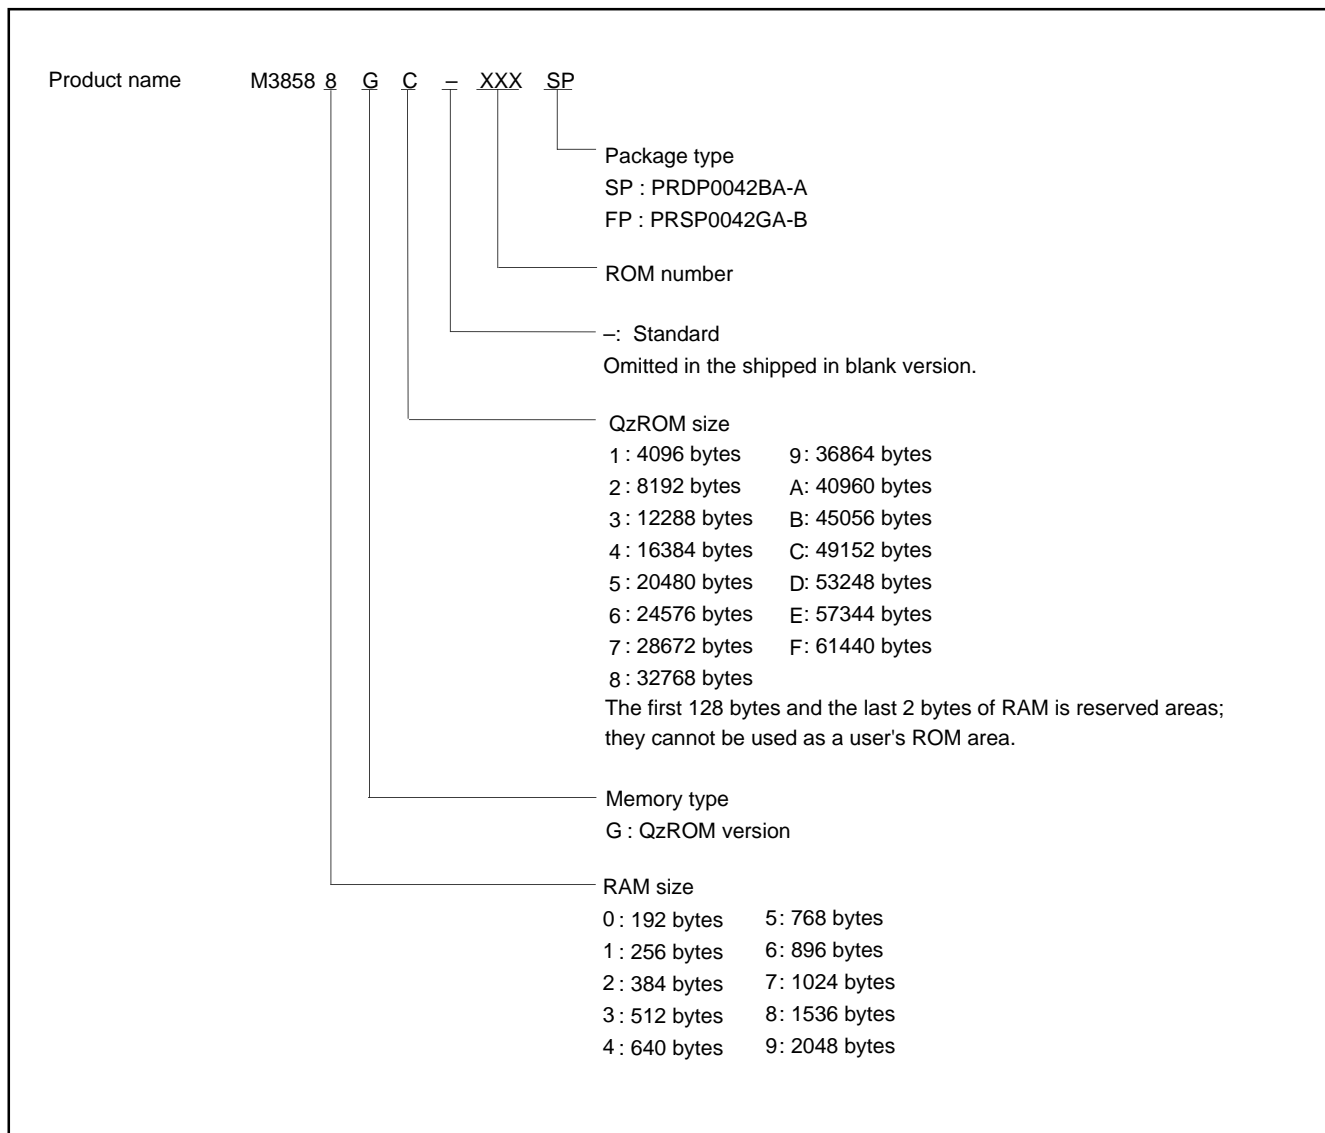 Product name M3858 8 G C – XXX SP
Package type
SP : PRDP0042BA-A
FP : PRSP0042GA-B
ROM number
–: Standard
Omitted in the shipped in blank version.
QzROM size
1 : 4096 bytes 9: 36864 bytes
2 : 8192 bytes A: 40960 bytes
3 : 12288 bytes B: 45056 bytes
4 : 16384 bytes C: 49152 bytes
5 : 20480 bytes D: 53248 bytes
6 : 24576 bytes E: 57344 bytes
7 : 28672 bytes F: 61440 bytes
8 : 32768 bytes
The first 128 bytes and the last 2 bytes of RAM is reserved areas;
they cannot be used as a user's ROM area.
Memory type
G : QzROM version
RAM size
0 : 192 bytes 5: 768 bytes
1 : 256 bytes 6: 896 bytes
2 : 384 bytes 7: 1024 bytes
3 : 512 bytes 8: 1536 bytes
4 : 640 bytes 9: 2048 bytes